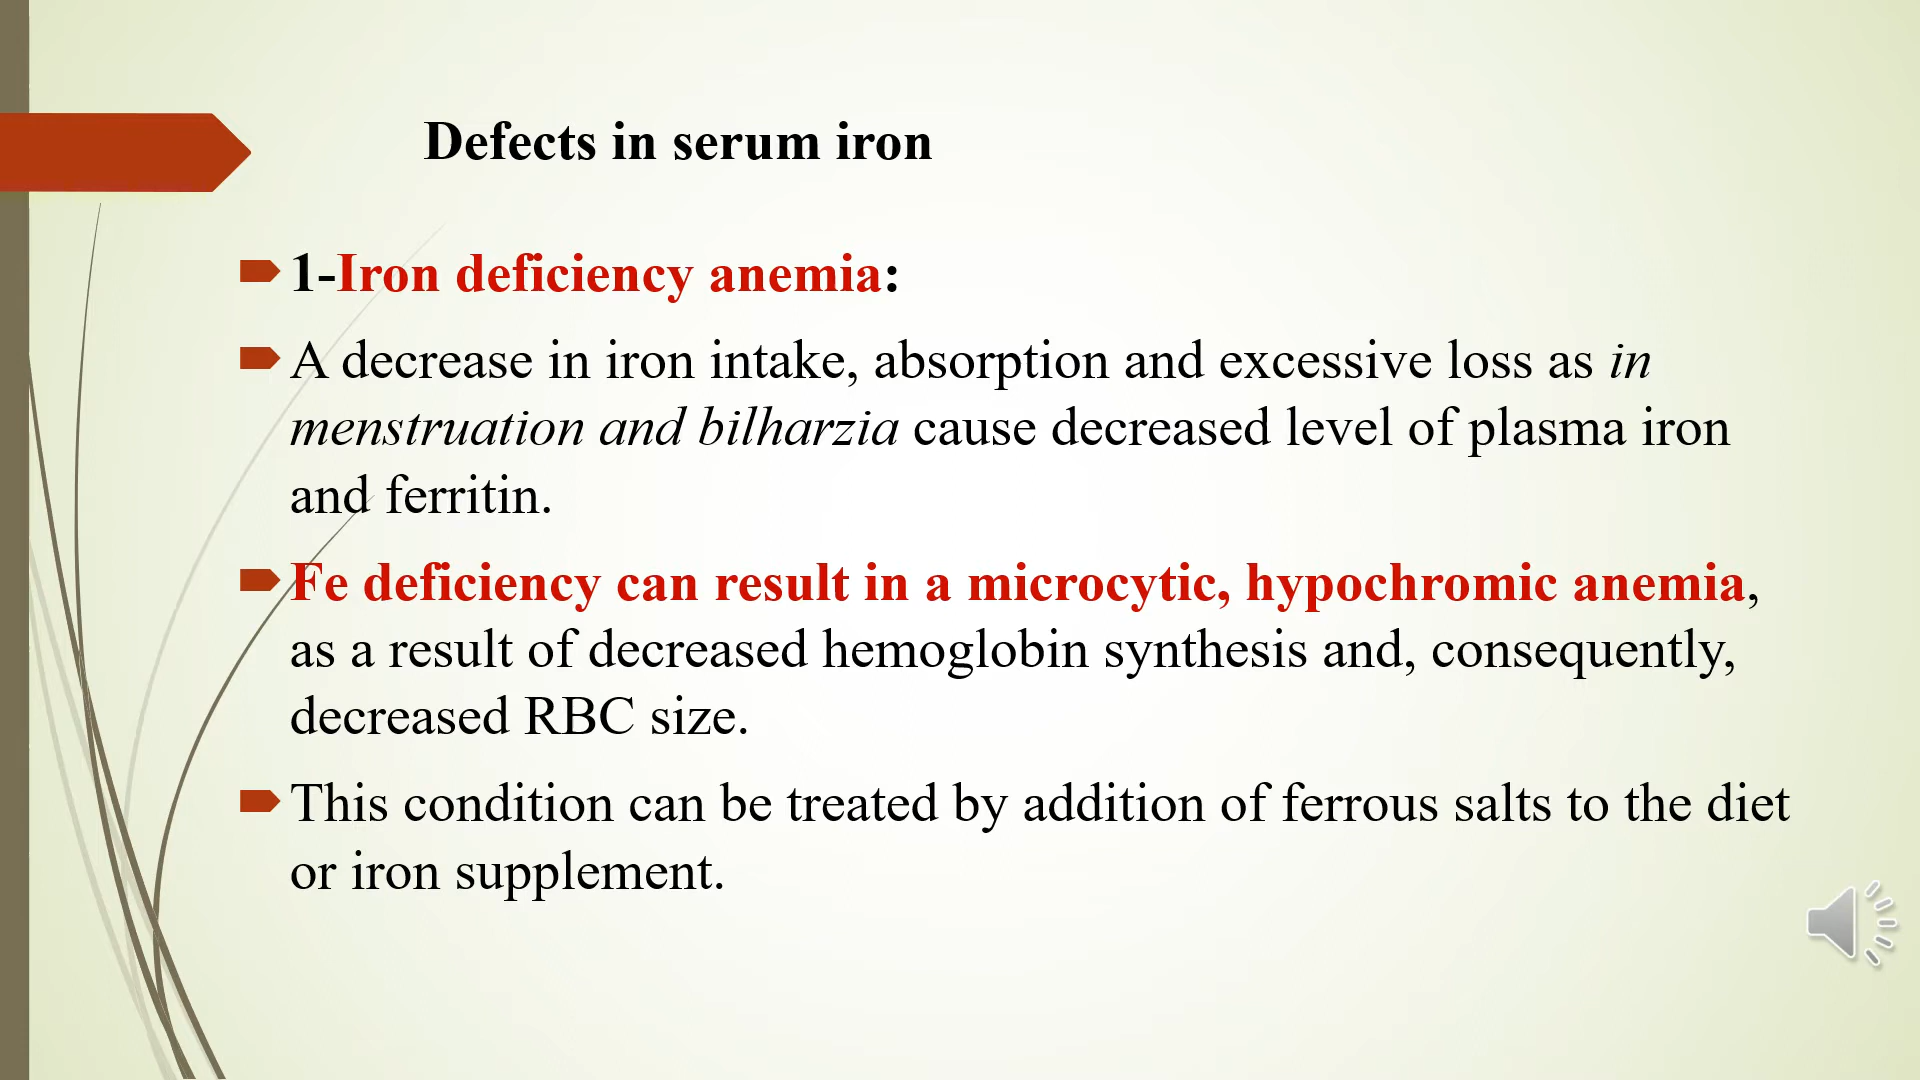 Defects in serum iron
1-Iron deficiency anemia:
A decrease in iron intake, absorption and excessive loss as in
menstruation and bilharzia cause decreased level of plasma iron
and ferritin.
Fe deficiency can result in a microcytic, hypochromic anemia,
as a result of decreased hemoglobin synthesis and, consequently,
decreased RBC size.
This condition can be treated by addition of ferrous salts to the diet
or iron supplement.